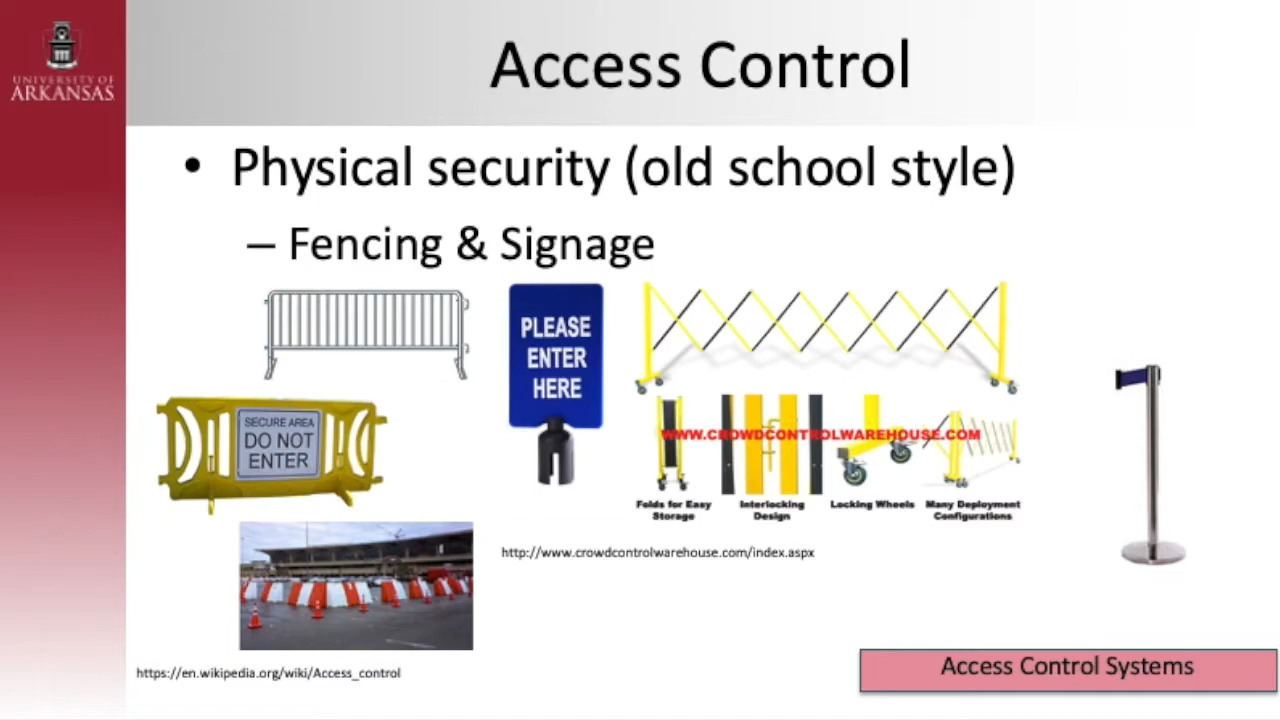 UNIVERSITY OF
ARKANSAS
Access Control
• Physical security (old school style)
– Fencing & Signage
PLEASE
ENTER
HERE
SECURE AREA
DO NOT
ENTER
WWW.CROWDCONTROLWAREHOUSE.COM
Folds for Easy
Storage
Interlocking
Design
Locking Wheels
Many Deployment
Configurations
http://www.crowdcontrolwarehouse.com/index.aspx
https://en.wikipedia.org/wiki/Access_control
Access Control Systems